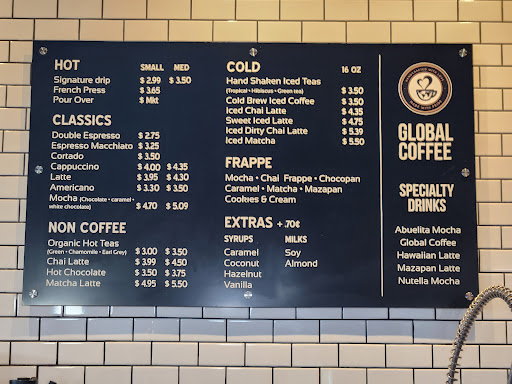 HOT SMALL MED
Signature drip $ 2.99 $ 3.50
French Press $ 3.65
Pour Over $ Mkt
CLASSICS
Double Espresso $ 2.75
Espresso Macchiato $ 3.25
Cortado $ 3.50
Cappuccino $ 4.00 $ 4.35
Latte $ 3.95 $ 4.30
Americano $ 3.30 $ 3.50
Mocha (Chocolate • caramel •
white chocolate) $ 4.70 $ 5.09
NON COFFEE
Organic Hot Teas
(Green • Chamomile • Earl Grey) $ 3.00 $ 3.50
Chai Latte $ 3.99 $ 4.50
Hot Chocolate $ 3.50 $ 3.75
Matcha Latte $ 4.95 $ 5.50
COLD 16 OZ
Hand Shaken Iced Teas
(Tropical • Hibiscus • Green tea) $ 3.50
Cold Brew Iced Coffee $ 3.50
Iced Chai Latte $ 4.35
Sweet Iced Latte $ 4.75
Iced Dirty Chai Latte $ 5.39
Iced Matcha $ 5.50
FRAPPE
Mocha • Chai Frappe • Chocopan
Caramel • Matcha • Mazapan
Cookies & Cream
EXTRAS + .70¢
SYRUPS MILKS
Caramel Soy
Coconut Almond
Hazelnut
Vanilla
GLOBAL
COFFEE
SPECIALTY
DRINKS
Abuelita Mocha
Global Coffee
Hawaiian Latte
Mazapan Latte
Nutella Mocha